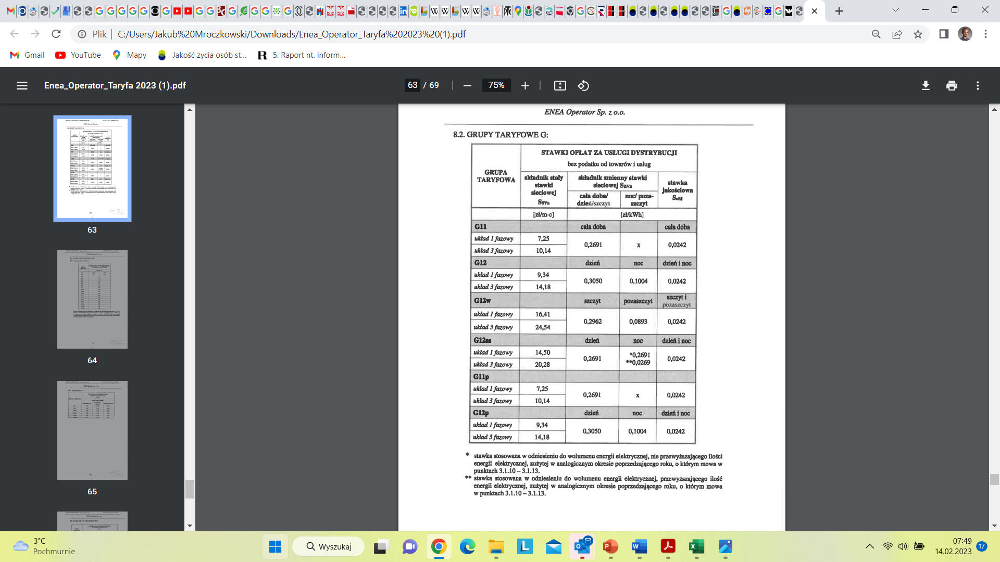 Plik
C:/Users/Jakub%20Mroczkowski/Downloads/Enea_Operator_Taryfa%202023%20(1).pdf
Gmail
YouTube
Mapy
Jakość życia osób st...
5. Raport nt. inform...
Enea_Operator_Taryfa 2023 (1).pdf
63 / 69
75%
63
64
65
ENEA Operator Sp. z o.o.
8.2. GRUPY TARYFOWE G:
GRUPA TARYFOWA
STAWKI OPŁAT ZA USŁUGI DYSTRYBUCJI
bez podatku od towarów i usług
składnik stały stawki sieciowej SSVn
składnik zmienny stawki sieciowej SZVn
stawka jakościowa SoSJ
cała doba/ dzień/szczyt
noc/ poza-szczyt
[zł/m-c] [zł/kWh]
G11 cała doba cała doba
układ 1 fazowy 7,25
0,2691 x 0,0242
układ 3 fazowy 10,14
G12 dzień noc dzień i noc
układ 1 fazowy 9,34
0,3050 0,1004 0,0242
układ 3 fazowy 14,18
G12w szczyt pozaszczyt szczyt i pozaszczyt
układ 1 fazowy 16,41
0,2962 0,0893 0,0242
układ 3 fazowy 24,54
G12as dzień noc dzień i noc
układ 1 fazowy 14,50
0,2691 *0,2691 **0,0269 0,0242
układ 3 fazowy 20,28
G11p
układ 1 fazowy 7,25
0,2691 x 0,0242
układ 3 fazowy 10,14
G12p dzień noc dzień i noc
układ 1 fazowy 9,34
0,3050 0,1004 0,0242
układ 3 fazowy 14,18
* stawka stosowana w odniesieniu do wolumenu energii elektrycznej, nie przewyższającego ilości
energii elektrycznej, zużytej w analogicznym okresie poprzedzającego roku, o którym mowa w
punktach 3.1.10 – 3.1.13.
** stawka stosowana w odniesieniu do wolumenu energii elektrycznej, przewyższającego ilość
energii elektrycznej, zużytej w analogicznym okresie poprzedzającego roku, o którym mowa
w punktach 3.1.10 – 3.1.13.
3°C
Pochmurnie
Wyszukaj
07:49
14.02.2023
17